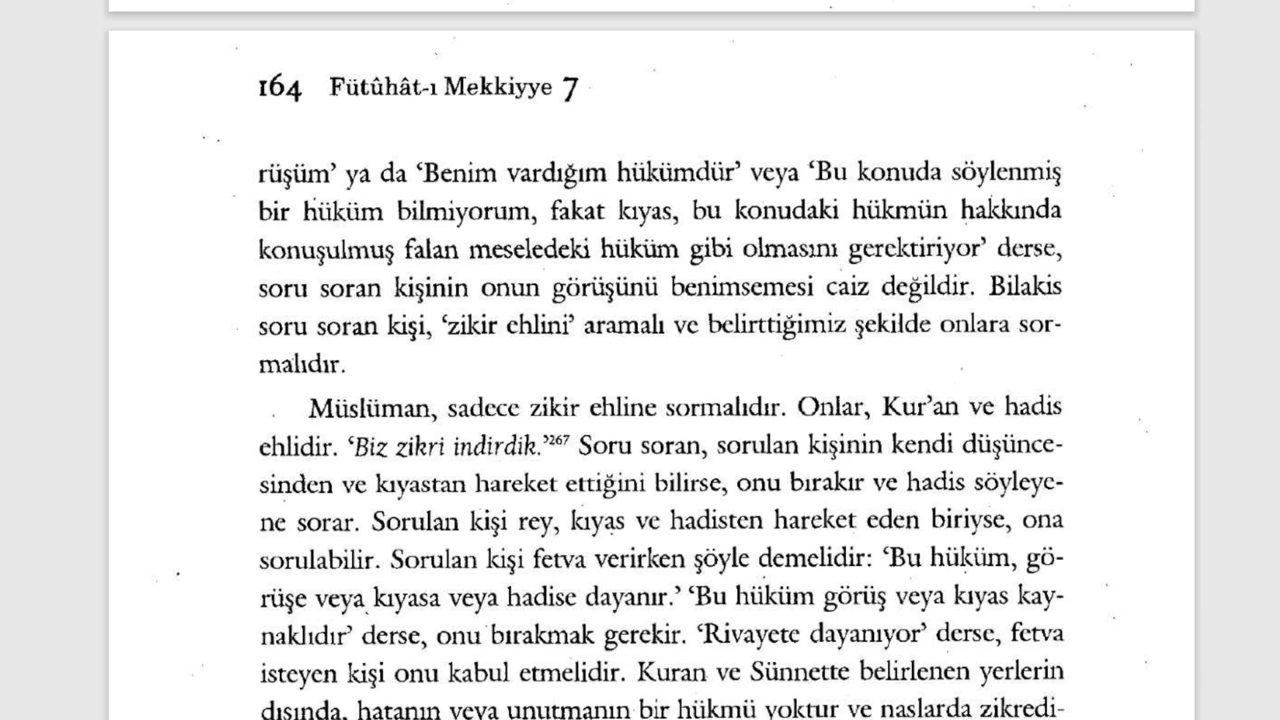 164 Fütûhât-ı Mekkiyye 7
rüşüm’ ya da ‘Benim vardığım hükümdür’ veya ‘Bu konuda söylenmiş
bir hüküm bilmiyorum, fakat kıyas, bu konudaki hükmün hakkında
konuşulmuş falan meseledeki hüküm gibi olmasını gerektiriyor’ derse,
soru soran kişinin onun görüşünü benimsemesi caiz değildir. Bilakis
soru soran kişi, ‘zikir ehlini’ aramalı ve belirttiğimiz şekilde onlara sor-
malıdır.
Müslüman, sadece zikir ehline sormalıdır. Onlar, Kur’an ve hadis
ehlidir. ‘Biz zikri indirdik.’267 Soru soran, sorulan kişinin kendi düşünce-
sinden ve kıyastan hareket ettiğini bilirse, onu bırakır ve hadis söyleye-
ne sorar. Sorulan kişi rey, kıyas ve hadisten hareket eden biriyse, ona
sorulabilir. Sorulan kişi fetva verirken şöyle demelidir: ‘Bu hüküm, gö-
rüşe veya kıyasa veya hadise dayanır.’ ‘Bu hüküm görüş veya kıyas kay-
naklıdır’ derse, onu bırakmak gerekir. ‘Rivayete dayanıyor’ derse, fetva
isteyen kişi onu kabul etmelidir. Kuran ve Sünnette belirlenen yerlerin
dışında, hatanın veya unutmanın bir hükmü yoktur ve naslarda zikredi-